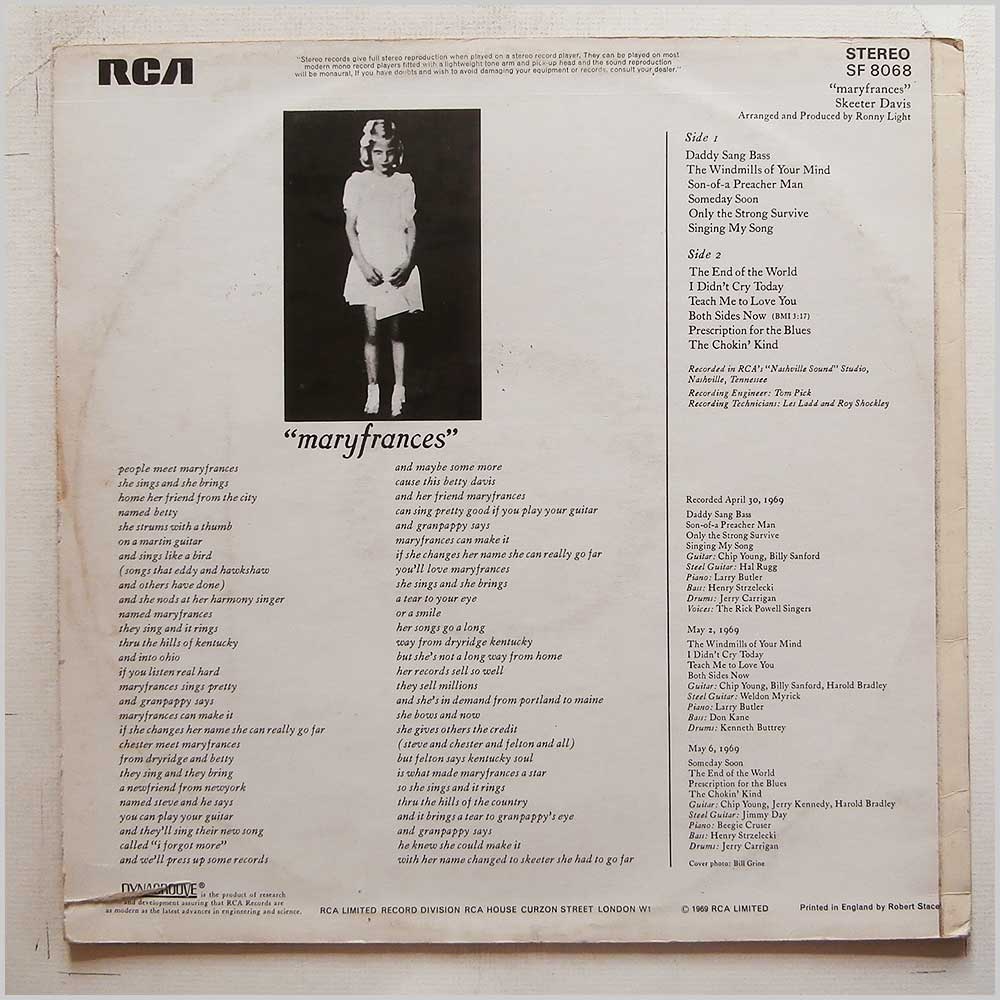 RCA
"Stereo records give full stereo reproduction when played on a stereo record player. They can be played on most
modern mono record players fitted with a lightweight tone arm and pick-up head and the sound reproduction
will be monaural. If you have doubts and wish to avoid damaging your equipment or records, consult your dealer."
STEREO
SF 8068
"maryfrances"
Skeeter Davis
Arranged and Produced by Ronny Light
Side 1
Daddy Sang Bass
The Windmills of Your Mind
Son-of-a Preacher Man
Someday Soon
Only the Strong Survive
Singing My Song
Side 2
The End of the World
I Didn't Cry Today
Teach Me to Love You
Both Sides Now (BMI 3:17)
Prescription for the Blues
The Chokin' Kind
Recorded in RCA's "Nashville Sound" Studio,
Nashville, Tennessee
Recording Engineer: Tom Pick
Recording Technicians: Les Ladd and Roy Shockley
"maryfrances"
people meet maryfrances
she sings and she brings
home her friend from the city
named betty
she strums with a thumb
on a martin guitar
and sings like a bird
(songs that eddy and hawkshaw
and others have done)
and she nods at her harmony singer
named maryfrances
they sing and it rings
thru the hills of kentucky
and into ohio
if you listen real hard
maryfrances sings pretty
and granpappy says
maryfrances can make it
if she changes her name she can really go far
chester meet maryfrances
from dryridge and betty
they sing and they bring
a newfriend from newyork
named steve and he says
you can play your guitar
and they'll sing their new song
called "i forgot more"
and we'll press up some records
and maybe some more
cause this betty davis
and her friend maryfrances
can sing pretty good if you play your guitar
and granpappy says
maryfrances can make it
if she changes her name she can really go far
you'll love maryfrances
she sings and she brings
a tear to your eye
or a smile
her songs go a long
way from dryridge kentucky
but she's not a long way from home
her records sell so well
they sell millions
and she's in demand from portland to maine
she bows and now
she gives others the credit
(steve and chester and felton and all)
but felton says kentucky soul
is what made maryfrances a star
so she sings and it rings
thru the hills of the country
and it brings a tear to granpappy's eye
and granpappy says
he knew she could make it
with her name changed to skeeter she had to go far
Recorded April 30, 1969
Daddy Sang Bass
Son-of-a Preacher Man
Only the Strong Survive
Singing My Song
Guitar: Chip Young, Billy Sanford
Steel Guitar: Hal Rugg
Piano: Larry Butler
Bass: Henry Strzelecki
Drums: Jerry Carrigan
Voices: The Rick Powell Singers
May 2, 1969
The Windmills of Your Mind
I Didn't Cry Today
Teach Me to Love You
Both Sides Now
Guitar: Chip Young, Billy Sanford, Harold Bradley
Steel Guitar: Weldon Myrick
Piano: Larry Butler
Bass: Don Kane
Drums: Kenneth Buttrey
May 6, 1969
Someday Soon
The End of the World
Prescription for the Blues
The Chokin' Kind
Guitar: Chip Young, Jerry Kennedy, Harold Bradley
Steel Guitar: Jimmy Day
Piano: Beegie Cruser
Bass: Henry Strzelecki
Drums: Jerry Carrigan
Cover photo: Bill Grine
DYNAGROOVE® is the product of research
and development assuring that RCA Records are
as modern as the latest advances in engineering and science.
RCA LIMITED RECORD DIVISION RCA HOUSE CURZON STREET LONDON W1
© 1969 RCA LIMITED
Printed in England by Robert Stace